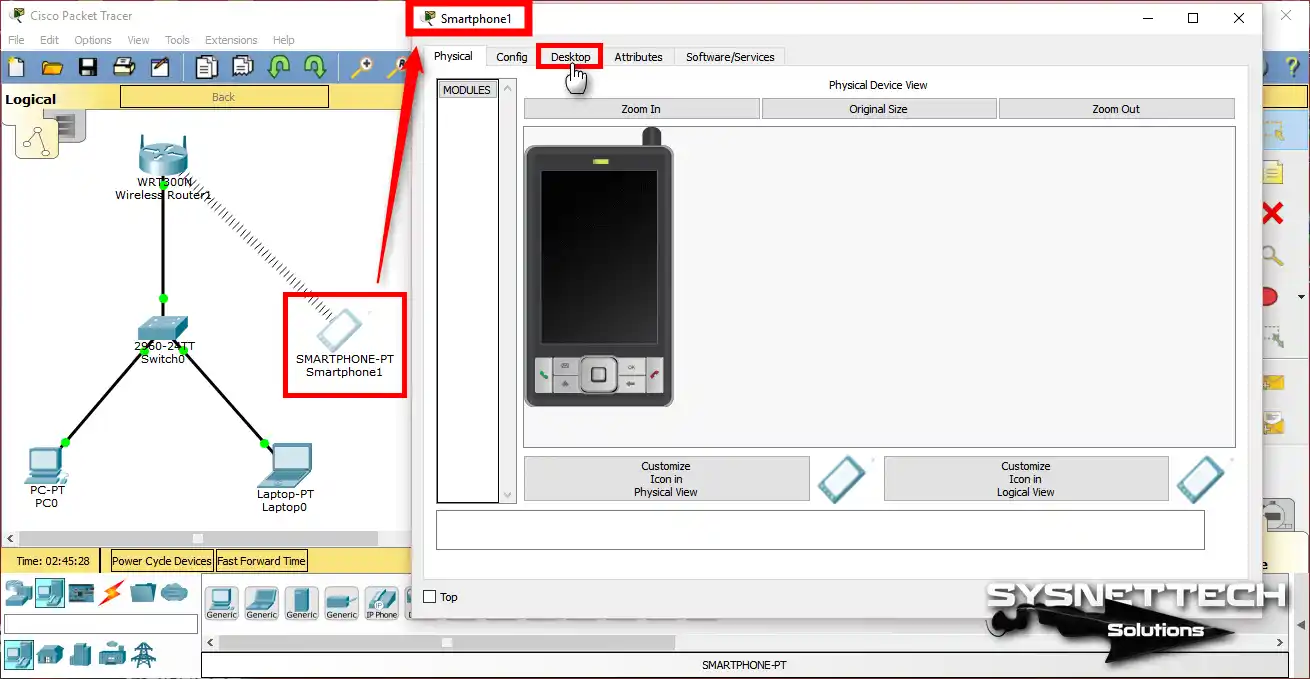 Cisco Packet Tracer
File Edit Options View Tools Extensions Help
Logical
Back
WRT300N
Wireless Router1
SMARTPHONE-PT
Smartphone1
2960-24TT
Switch0
PC-PT
PC0
Laptop-PT
Laptop0
Time: 02:45:28
Power Cycle Devices
Fast Forward Time
Generic
Generic
Generic
Generic
IP Phone
SMARTPHONE-PT
Smartphone1
Physical
Config
Desktop
Attributes
Software/Services
MODULES
Physical Device View
Zoom In
Original Size
Zoom Out
OK
Customize
Icon in
Physical View
Customize
Icon in
Logical View
Top
SYSNETTECH
Solutions